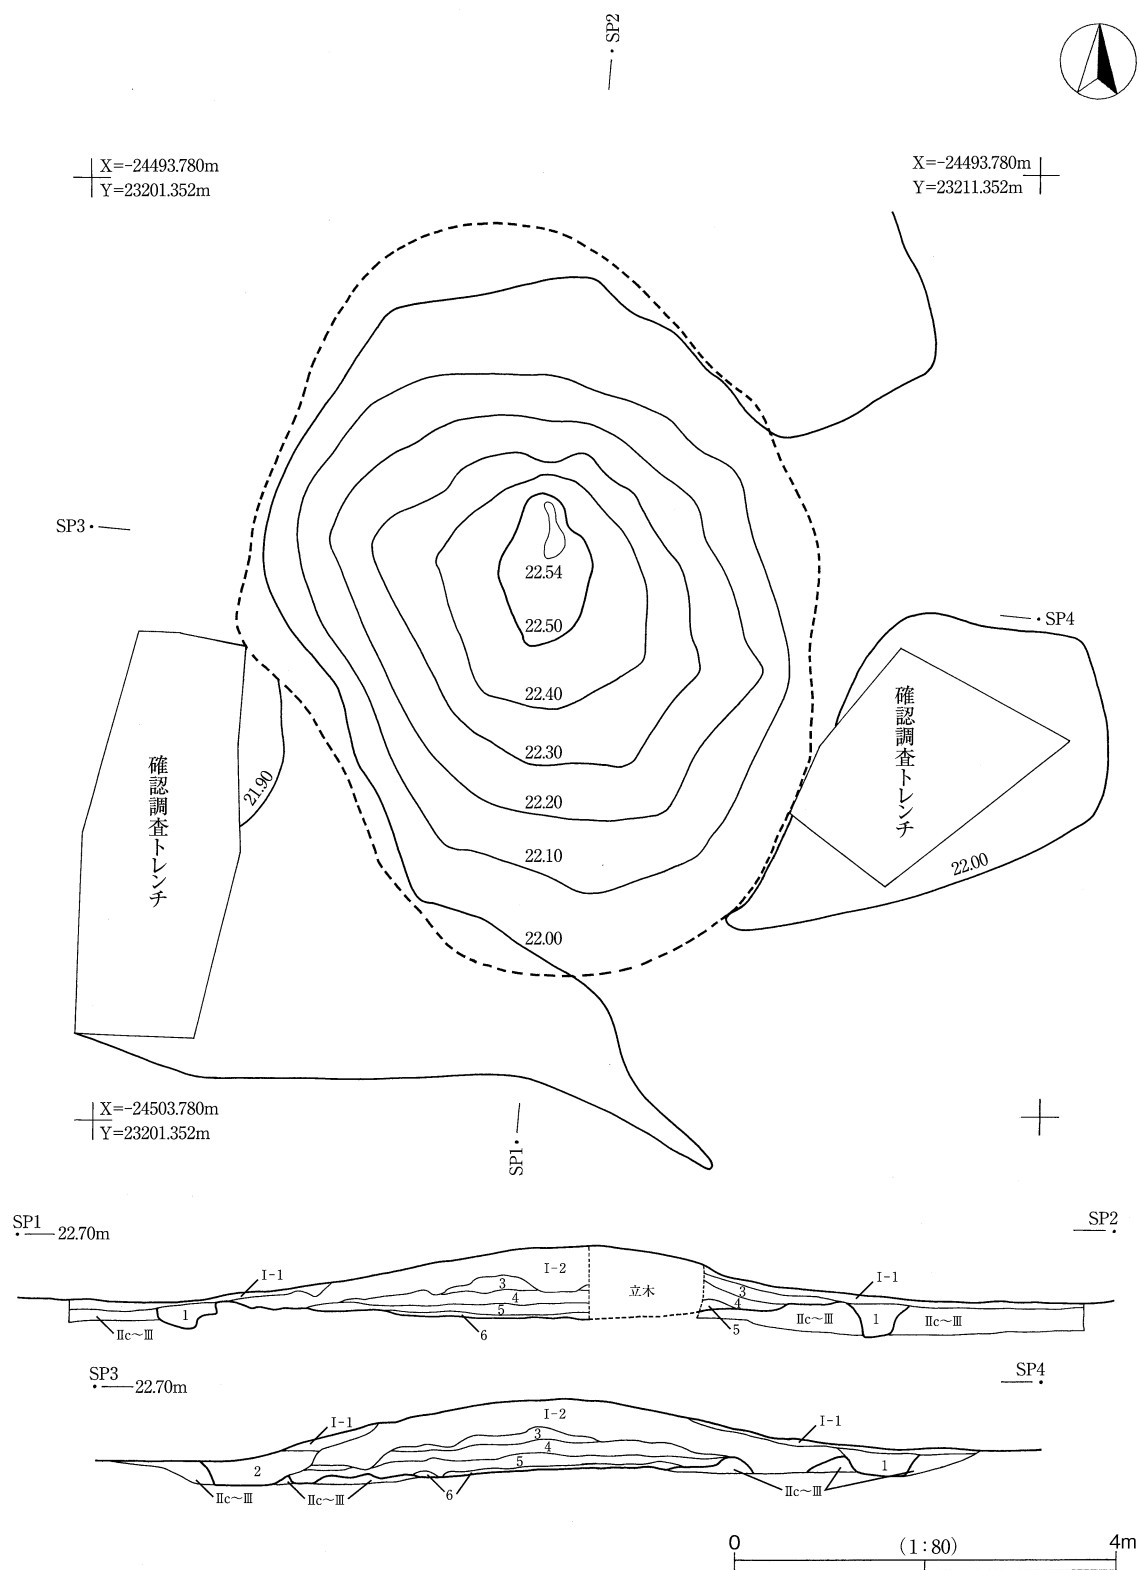 SP2
X=-24493.780m
Y=23201.352m
X=-24493.780m
Y=23211.352m
SP3
22.54
22.50
22.40
22.30
22.20
22.10
22.00
SP4
確認調査トレンチ
21.90
確認調査トレンチ
22.00
X=-24503.780m
Y=23201.352m
SP1
SP1
22.70m
SP2
I-1
I-2
3
4
5
6
立木
I-1
3
4
5
1
IIc~III
IIc~III
1
IIc~III
SP3
22.70m
SP4
I-1
I-2
I-1
3
4
5
2
1
IIc~III
IIc~III
6
IIc~III
0
(1:80)
4m